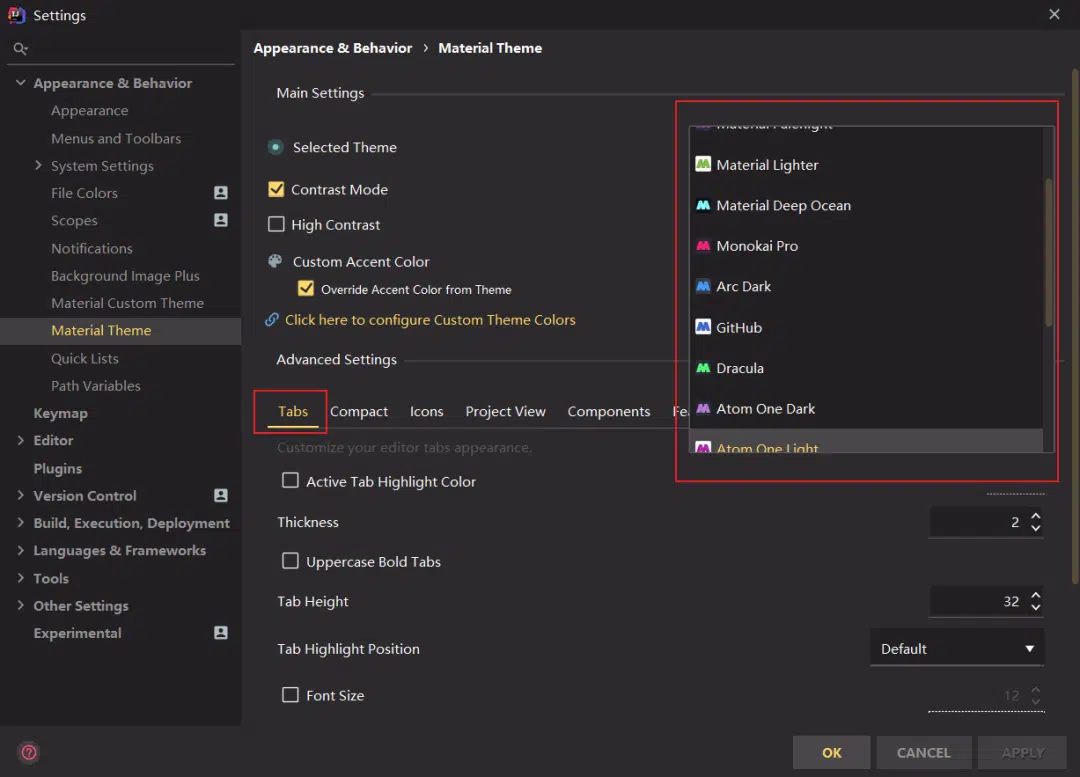 Settings
Appearance & Behavior
Appearance
Menus and Toolbars
System Settings
File Colors
Scopes
Notifications
Background Image Plus
Material Custom Theme
Material Theme
Quick Lists
Path Variables
Keymap
Editor
Plugins
Version Control
Build, Execution, Deployment
Languages & Frameworks
Tools
Other Settings
Experimental
Appearance & Behavior › Material Theme
Main Settings
Selected Theme
Contrast Mode
High Contrast
Custom Accent Color
Override Accent Color from Theme
Click here to configure Custom Theme Colors
Material Palenight
Material Lighter
Material Deep Ocean
Monokai Pro
Arc Dark
GitHub
Dracula
Atom One Dark
Atom One Light
Advanced Settings
Tabs Compact Icons Project View Components
Customize your editor tabs appearance.
Active Tab Highlight Color
Thickness 2
Uppercase Bold Tabs
Tab Height 32
Tab Highlight Position Default
Font Size 12
OK CANCEL APPLY